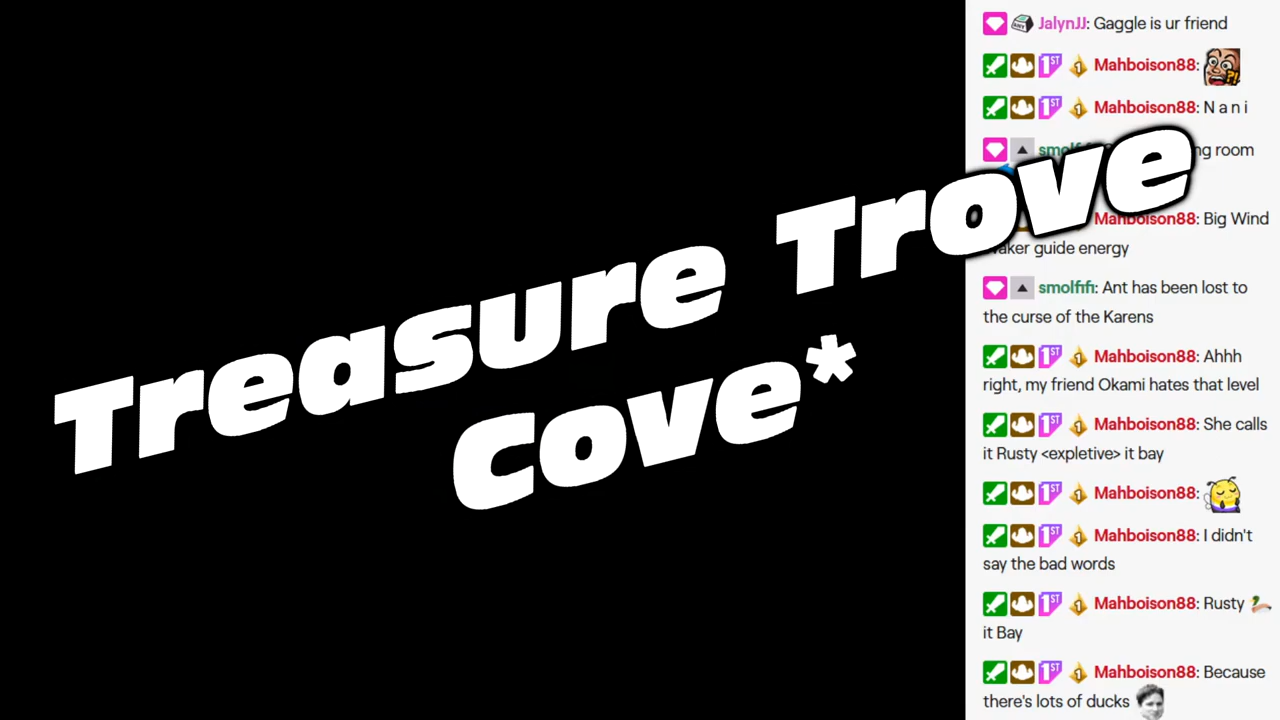 Treasure Trove
Cove*
JalynJJ: Gaggle is ur friend
Mahboison88:
1ST
Mahboison88: N a n i
room
Mahboison88: Big Wind
guide energy
smolfifi: Ant has been lost to
the curse of the Karens
Mahboison88: Ahhh
right, my friend Okami hates that level
Mahboison88: She calls
it Rusty <expletive> it bay
Mahboison88:
Mahboison88: I didn't
say the bad words
Mahboison88: Rusty
it Bay
Mahboison88: Because
there's lots of ducks